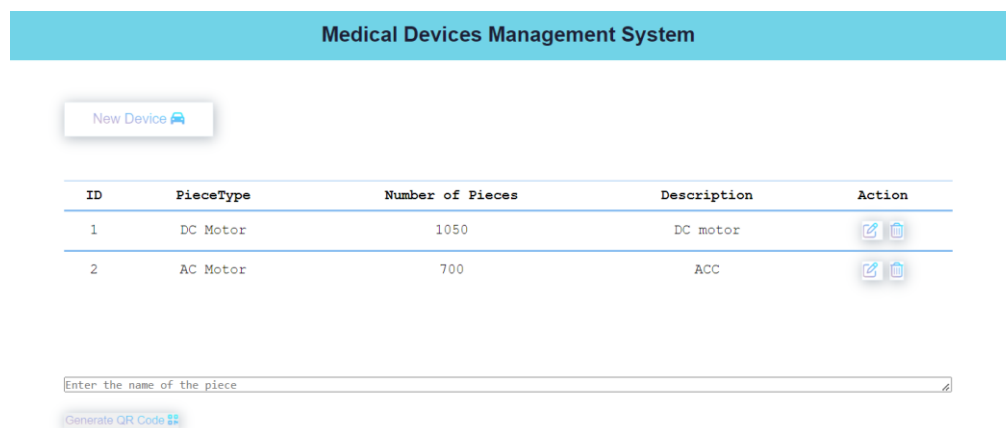 Medical Devices Management System
New Device
ID PieceType Number of Pieces Description Action
1 DC Motor 1050 DC motor
2 AC Motor 700 ACC
Enter the name of the piece
Generate QR Code